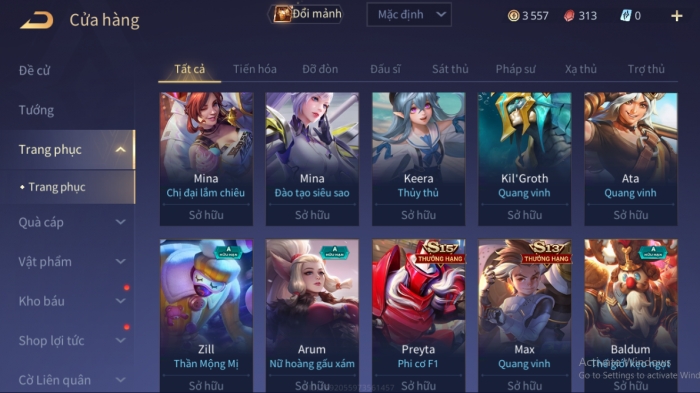 Cửa hàng
Đổi mảnh
Mặc định
3 557
313
0
Đề cử
Tướng
Trang phục
Trang phục
Quà cáp
Vật phẩm
Kho báu
Shop lợi tức
Cờ Liên quân
Tất cả Tiến hóa Đỡ đòn Đấu sĩ Sát thủ Pháp sư Xạ thủ Trợ thủ
Mina Mina Keera Kil'Groth Ata
Chị đại lắm chiêu Đào tạo siêu sao Thủy thủ Quang vinh Quang vinh
Sở hữu Sở hữu Sở hữu Sở hữu Sở hữu
A A S15 S13 A
HỮU HẠN HỮU HẠN THƯỞNG HẠNG THƯỞNG HẠNG HỮU HẠN
Zill Arum Preyta Max Baldum
Thần Mộng Mị Nữ hoàng gấu xám Phi cơ F1 Quang vinh Thế giới kẹo ngọt
Sở hữu Sở hữu Sở hữu Sở hữu Sở hữu
Activate Windows
Go to Settings to activate Wind